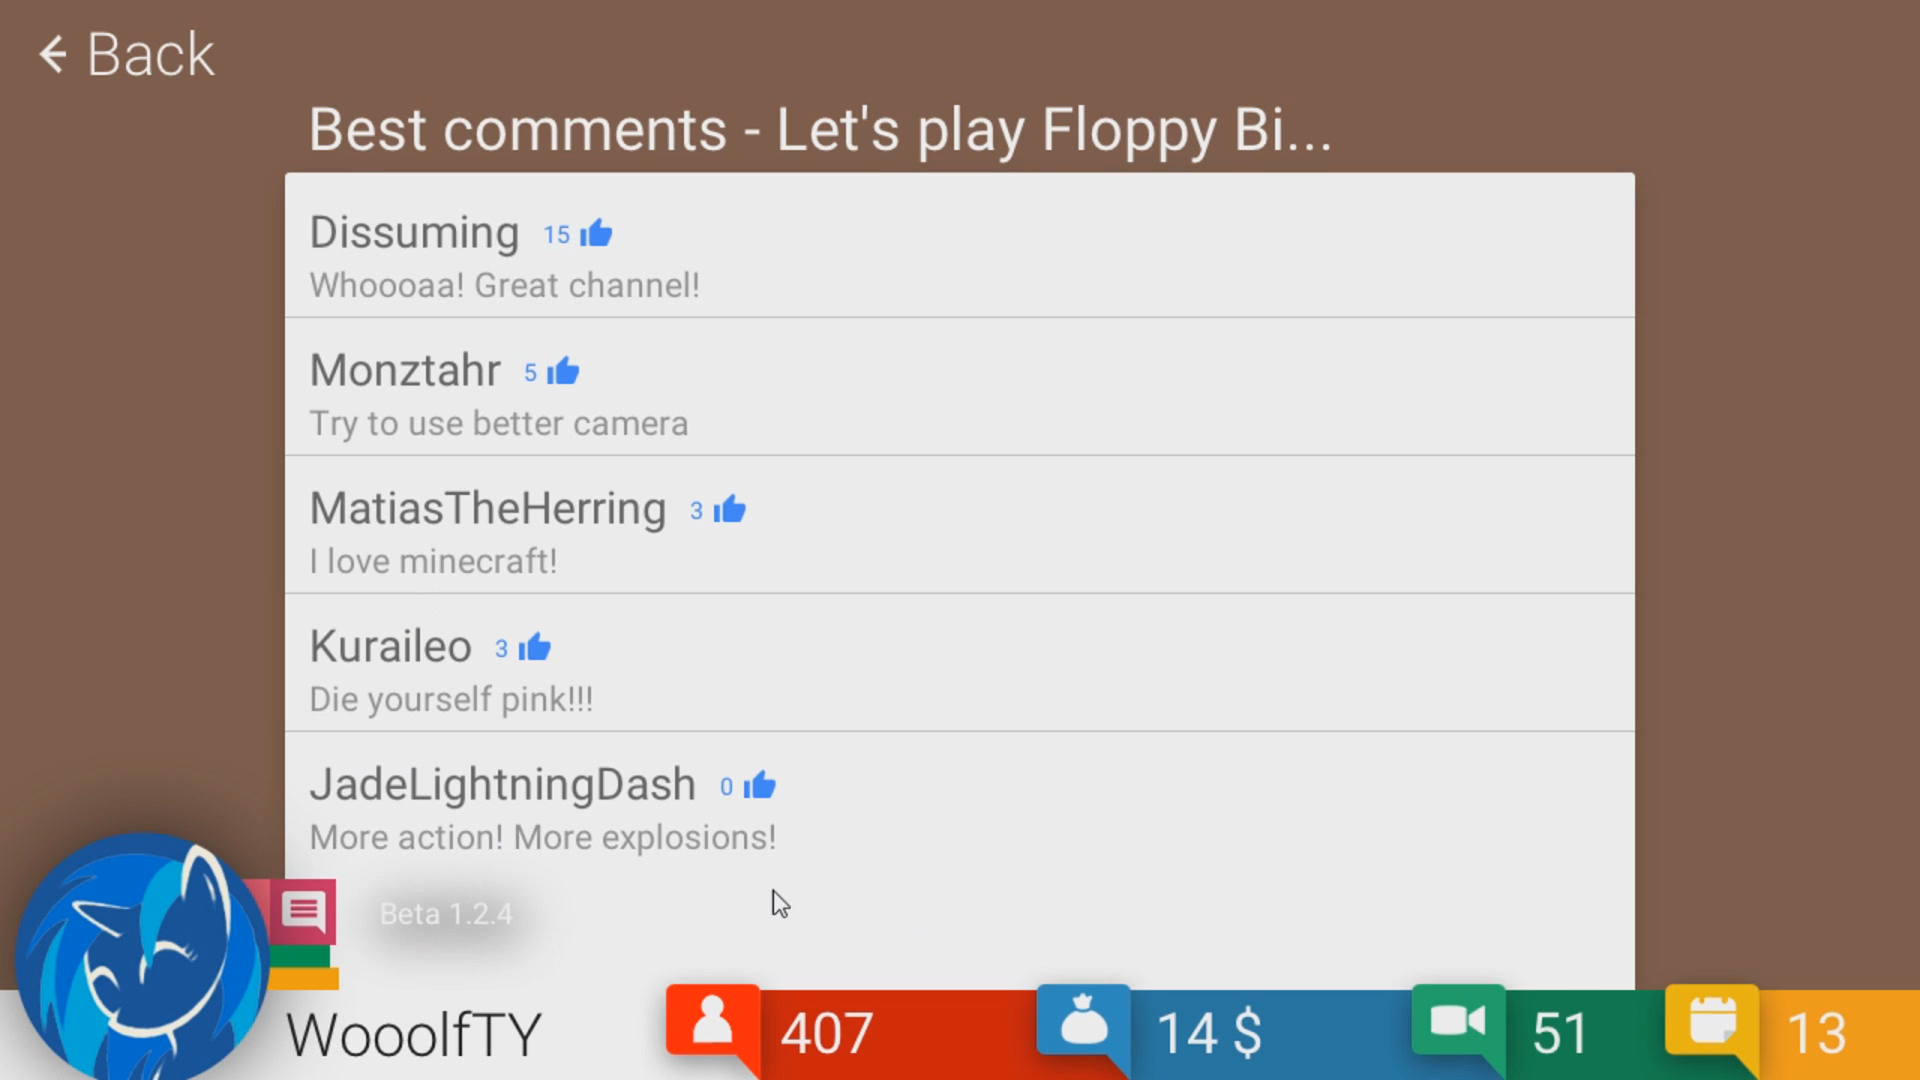 Back
Best comments - Let's play Floppy Bi...
Dissuming 15
Whoooaa! Great channel!
Monztahr 5
Try to use better camera
MatiasTheHerring 3
I love minecraft!
Kuraileo 3
Die yourself pink!!!
JadeLightningDash 0
More action! More explosions!
Beta 1.2.4
WooolfTY 407 14 $ 51 13